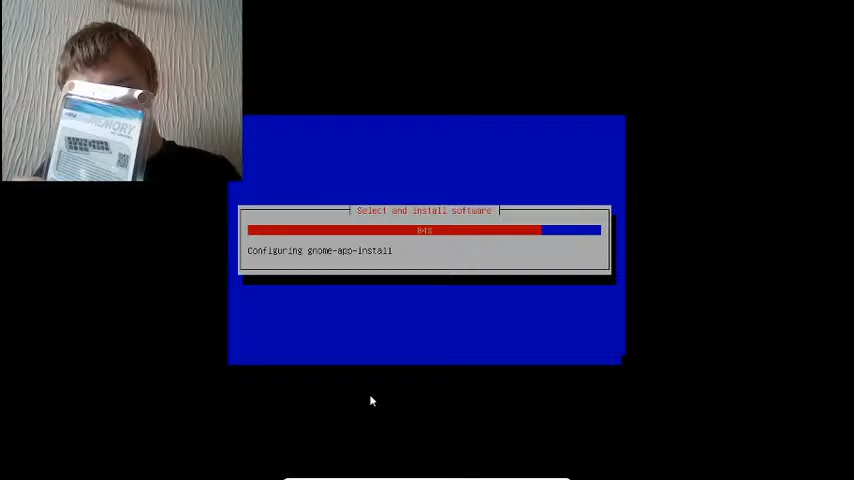 MEMORY
Select and install software
84%
Configuring gnome-app-install